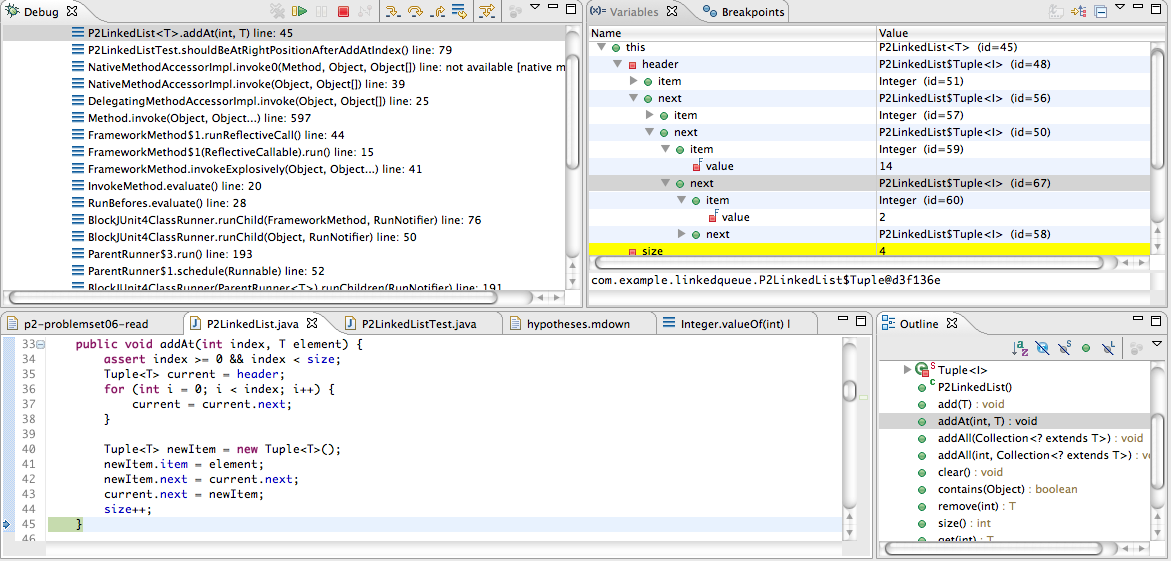 Debug
P2LinkedList<T>.addAt(int, T) line: 45
P2LinkedListTest.shouldBeAtRightPositionAfterAddAtIndex() line: 79
NativeMethodAccessorImpl.invoke0(Method, Object, Object[]) line: not available [native m
NativeMethodAccessorImpl.invoke(Object, Object[]) line: 39
DelegatingMethodAccessorImpl.invoke(Object, Object[]) line: 25
Method.invoke(Object, Object...) line: 597
FrameworkMethod$1.runReflectiveCall() line: 44
FrameworkMethod$1(ReflectiveCallable).run() line: 15
FrameworkMethod.invokeExplosively(Object, Object...) line: 41
InvokeMethod.evaluate() line: 20
RunBefores.evaluate() line: 28
BlockJUnit4ClassRunner.runChild(FrameworkMethod, RunNotifier) line: 76
BlockJUnit4ClassRunner.runChild(Object, RunNotifier) line: 50
ParentRunner$3.run() line: 193
ParentRunner$1.schedule(Runnable) line: 52
BlockJUnit4ClassRunner(ParentRunner<T>).runChildren(RunNotifier) line: 191
(x)= Variables Breakpoints
Name Value
this P2LinkedList<T> (id=45)
header P2LinkedList$Tuple<I> (id=48)
item Integer (id=51)
next P2LinkedList$Tuple<I> (id=56)
item Integer (id=57)
next P2LinkedList$Tuple<I> (id=50)
item Integer (id=59)
F value 14
next P2LinkedList$Tuple<I> (id=67)
item Integer (id=60)
F value 2
next P2LinkedList$Tuple<I> (id=58)
size 4
com.example.linkedqueue.P2LinkedList$Tuple@d3f136e
p2-problemset06-read P2LinkedList.java P2LinkedListTest.java hypotheses.mdown Integer.valueOf(int) l
33 public void addAt(int index, T element) {
34 assert index >= 0 && index < size;
35 Tuple<T> current = header;
36 for (int i = 0; i < index; i++) {
37 current = current.next;
38 }
39
40 Tuple<T> newItem = new Tuple<T>();
41 newItem.item = element;
42 newItem.next = current.next;
43 current.next = newItem;
44 size++;
45 }
46
Outline
Tuple<I>
P2LinkedList()
add(T) : void
addAt(int, T) : void
addAll(Collection<? extends T>) : void
addAll(int, Collection<? extends T>) : v
clear() : void
contains(Object) : boolean
remove(int) : T
size() : int
get(int) : T